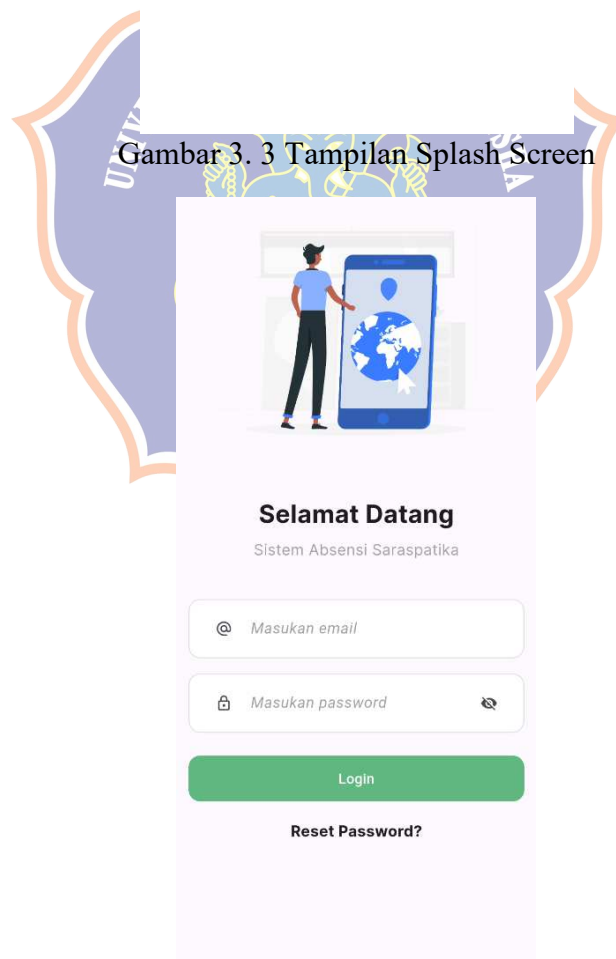 Gambar 3. 3 Tampilan Splash Screen
Selamat Datang
Sistem Absensi Saraspatika
@ Masukan email
Masukan password
Login
Reset Password?